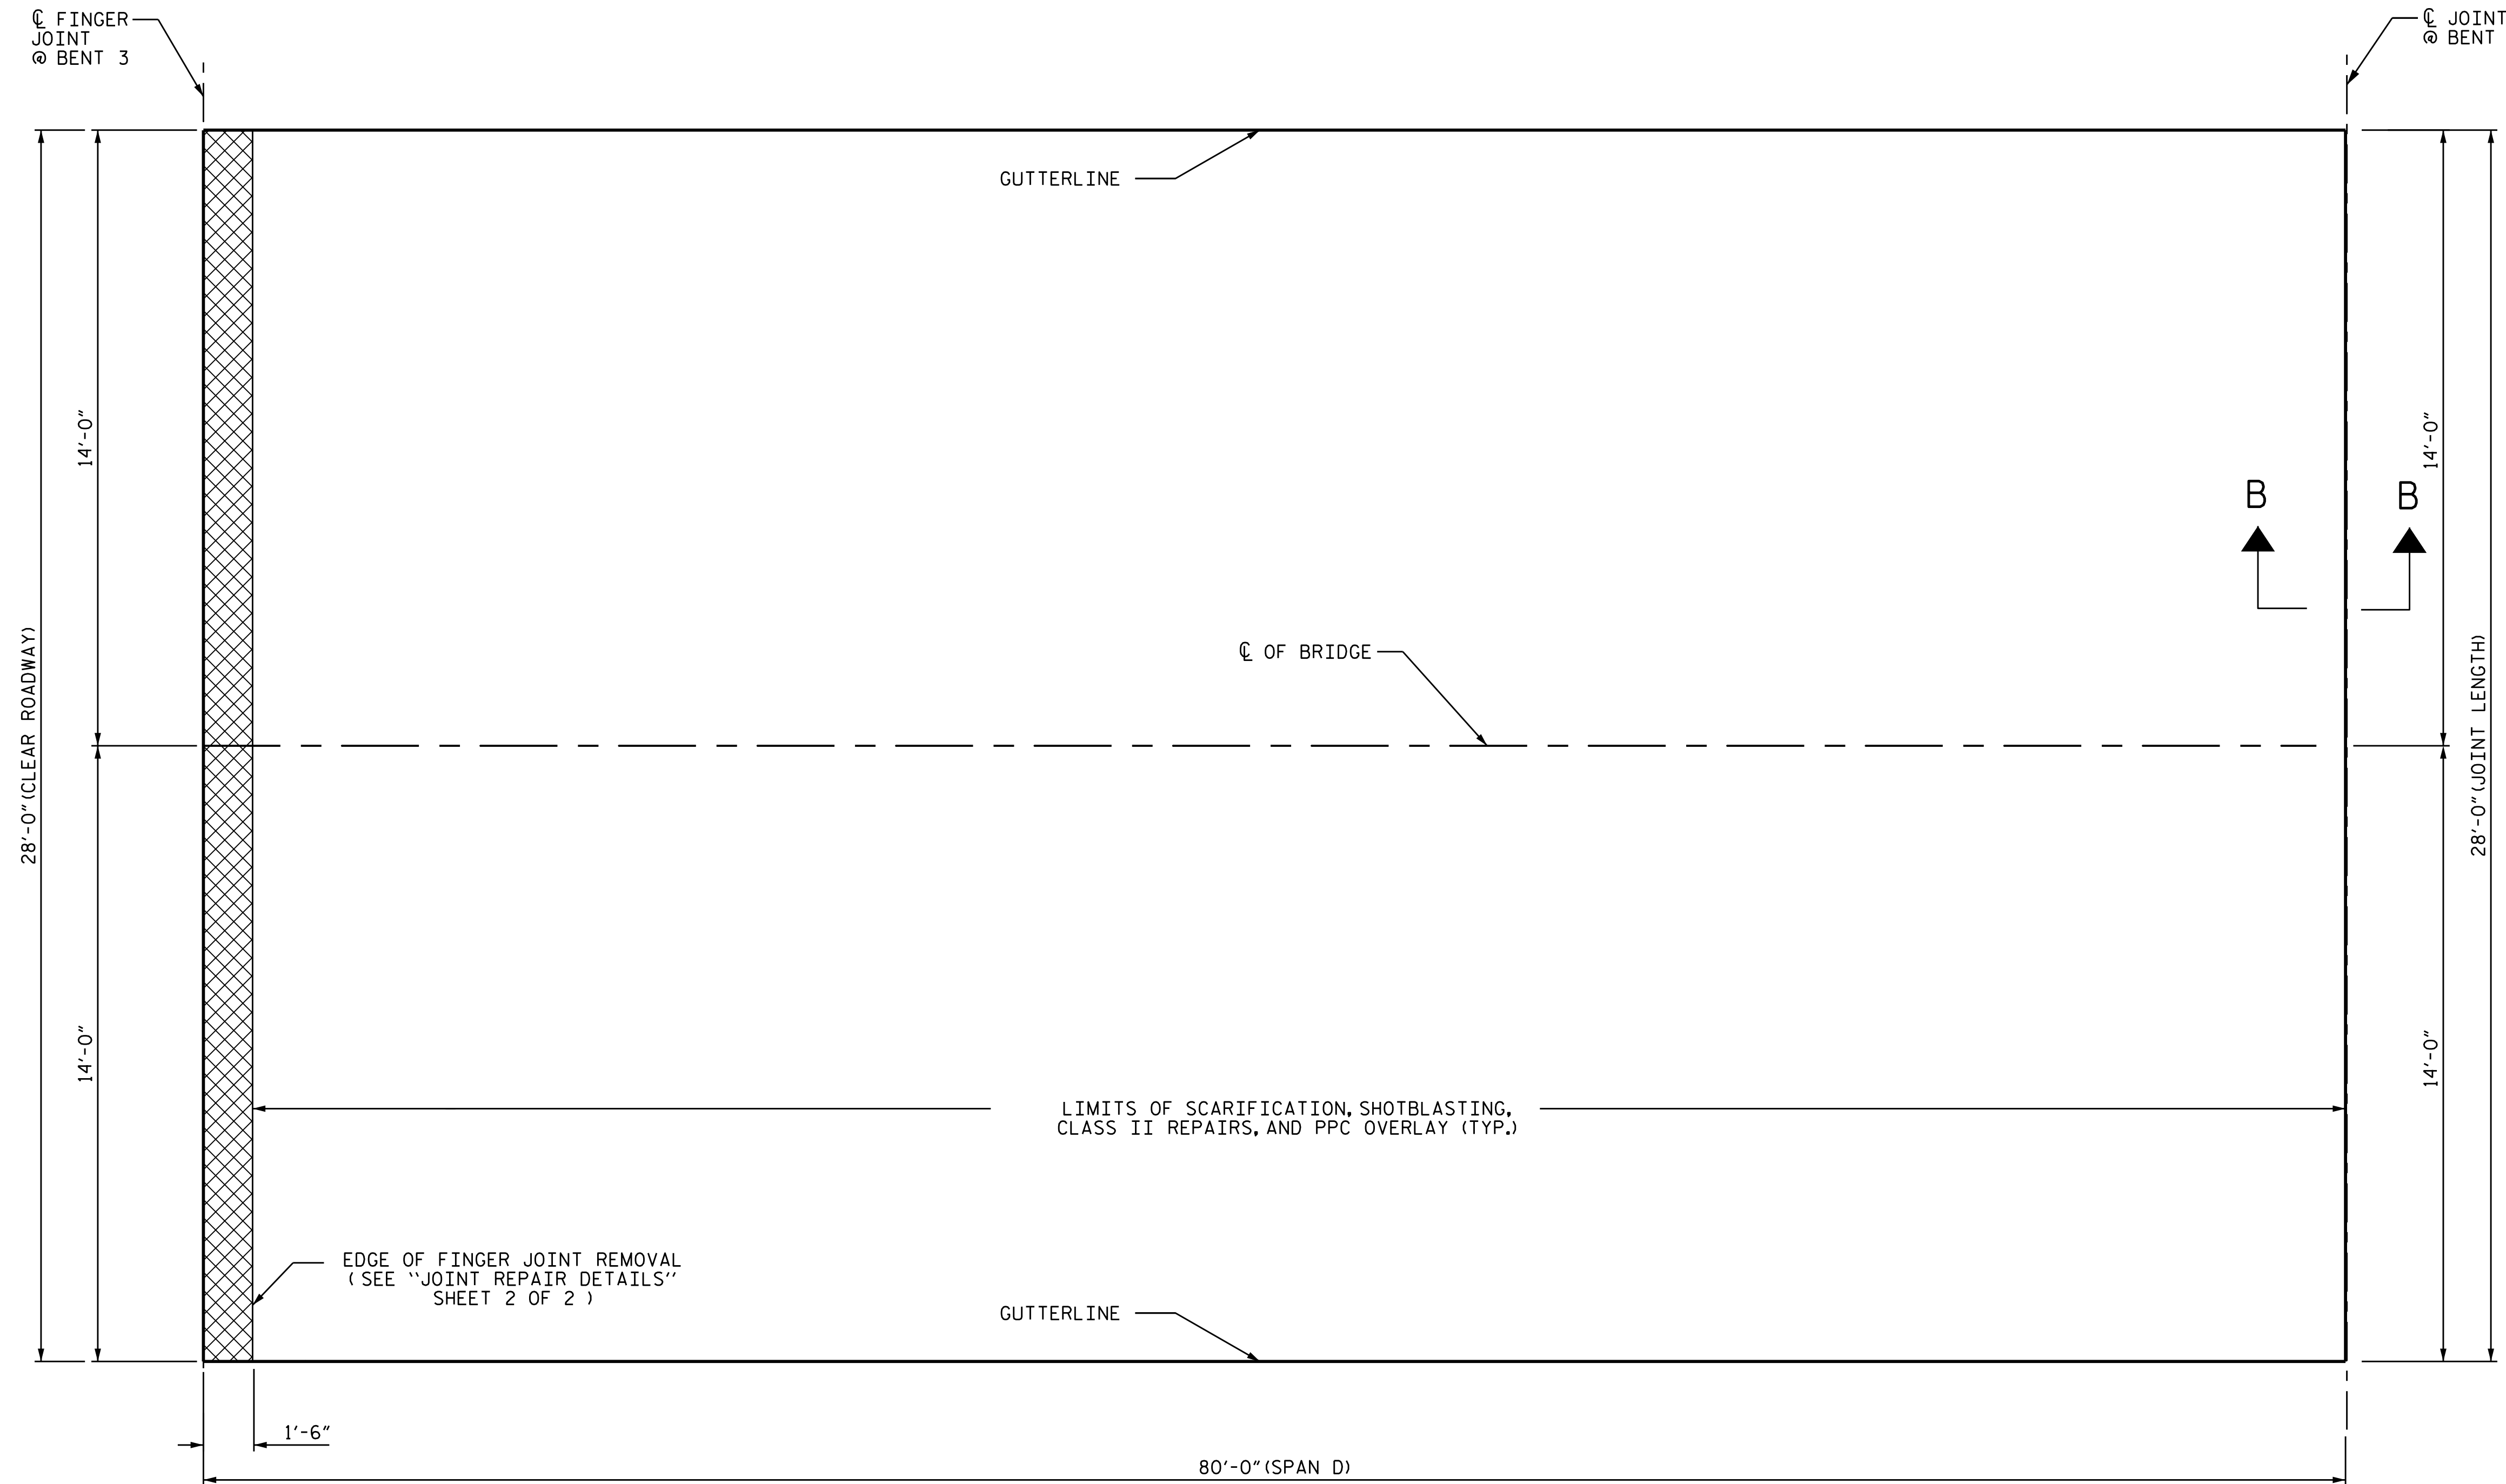 ℄ FINGER
JOINT
@ BENT 3
℄ JOINT
@ BENT
GUTTERLINE
14'-0"
14'-0"
B
B
28'-0"(CLEAR ROADWAY)
℄ OF BRIDGE
28'-0"(JOINT LENGTH)
14'-0"
14'-0"
LIMITS OF SCARIFICATION, SHOTBLASTING,
CLASS II REPAIRS, AND PPC OVERLAY (TYP.)
EDGE OF FINGER JOINT REMOVAL
( SEE ‘‘JOINT REPAIR DETAILS’’
SHEET 2 OF 2 )
GUTTERLINE
1'-6"
80'-0"(SPAN D)